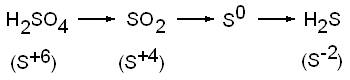 H₂SO₄ ⟶ SO₂ ⟶ S⁰ ⟶ H₂S
(S⁺⁶) (S⁺⁴) (S⁻²)